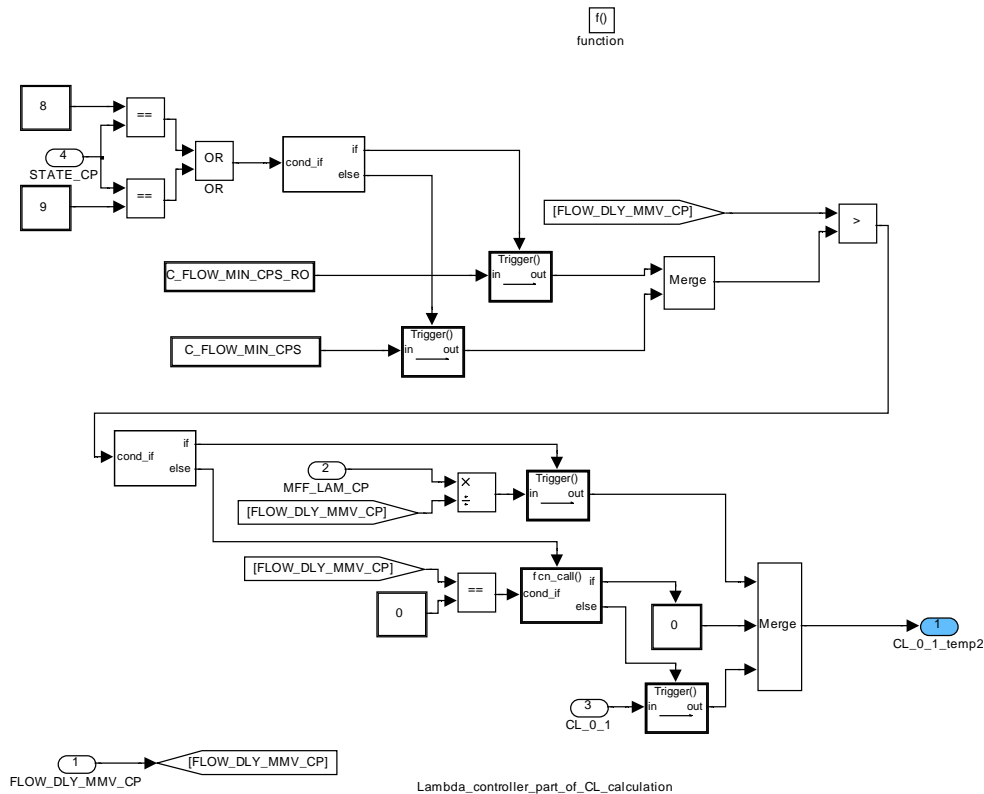 f()
function
8
==
4
STATE_CP
OR
OR
9
==
cond_if
if
else
[FLOW_DLY_MMV_CP]
>
C_FLOW_MIN_CPS_RO
Trigger()
in
out
Merge
C_FLOW_MIN_CPS
Trigger()
in
out
cond_if
if
else
2
MFF_LAM_CP
[FLOW_DLY_MMV_CP]
×
÷
Trigger()
in
out
[FLOW_DLY_MMV_CP]
0
==
fcn_call()
cond_if
if
else
0
Merge
1
CL_0_1_temp2
3
CL_0_1
Trigger()
in
out
1
FLOW_DLY_MMV_CP
[FLOW_DLY_MMV_CP]
Lambda_controller_part_of_CL_calculation